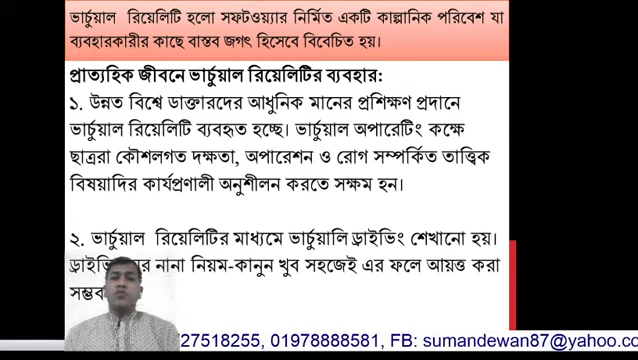 ভার্চুয়াল রিয়েলিটি হলো সফটওয়্যার নির্মিত একটি কাল্পনিক পরিবেশ যা
ব্যবহারকারীর কাছে বাস্তব জগৎ হিসেবে বিবেচিত হয়।
প্রাত্যহিক জীবনে ভার্চুয়াল রিয়েলিটির ব্যবহার:
১. উন্নত বিশ্বে ডাক্তারদের আধুনিক মানের প্রশিক্ষণ প্রদানে
ভার্চুয়াল রিয়েলিটি ব্যবহৃত হচ্ছে। ভার্চুয়াল অপারেটিং কক্ষে
ছাত্ররা কৌশলগত দক্ষতা, অপারেশন ও রোগ সম্পর্কিত তাত্ত্বিক
বিষয়াদির কার্যপ্রণালী অনুশীলন করতে সক্ষম হন।
২. ভার্চুয়াল রিয়েলিটির মাধ্যমে ভার্চুয়ালি ড্রাইভিং শেখানো হয়।
নানা নিয়ম-কানুন খুব সহজেই এর ফলে আয়ত্ত করা
27518255, 01978888581, FB: sumandewan87@yahoo.co